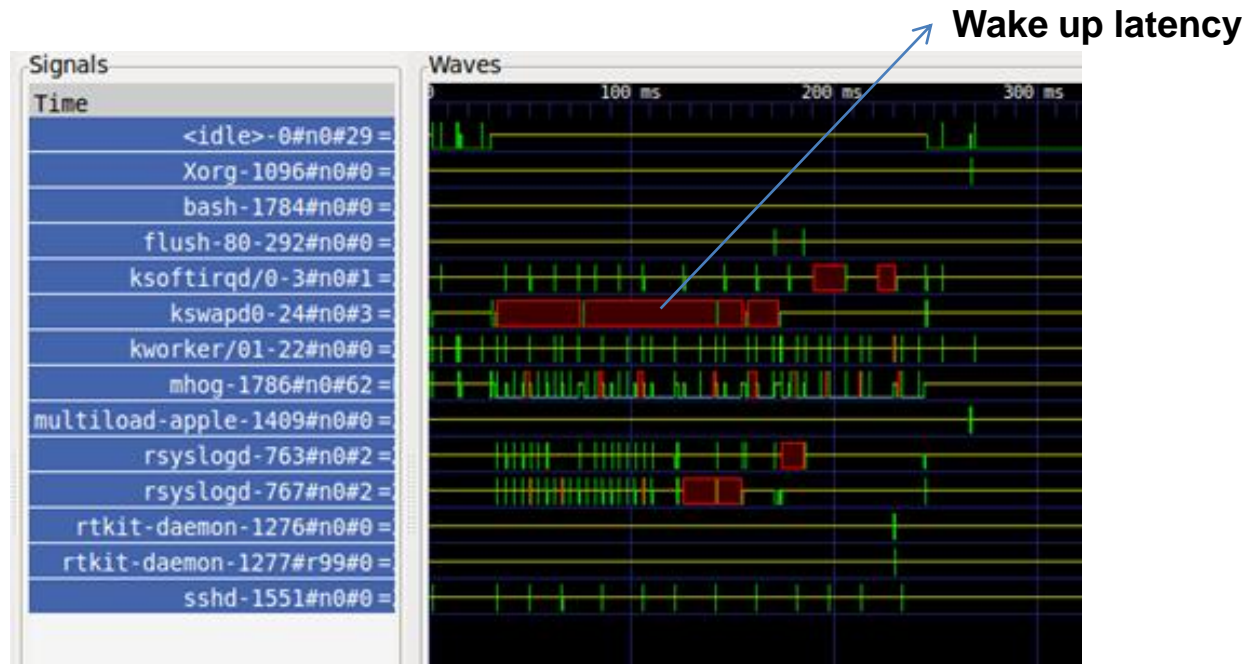 Wake up latency
Signals
Waves
Time
100 ms
200 ms
300 ms
<idle>-0#n0#29=
Xorg-1096#n0#0=
bash-1784#n0#0=
flush-80-292#n0#0=
ksoftirqd/0-3#n0#1=
kswapd0-24#n0#3=
kworker/01-22#n0#0=
mhog-1786#n0#62=
multiload-apple-1409#n0#0=
rsyslogd-763#n0#2=
rsyslogd-767#n0#2=
rtkit-daemon-1276#n0#0=
rtkit-daemon-1277#r99#0=
sshd-1551#n0#0=